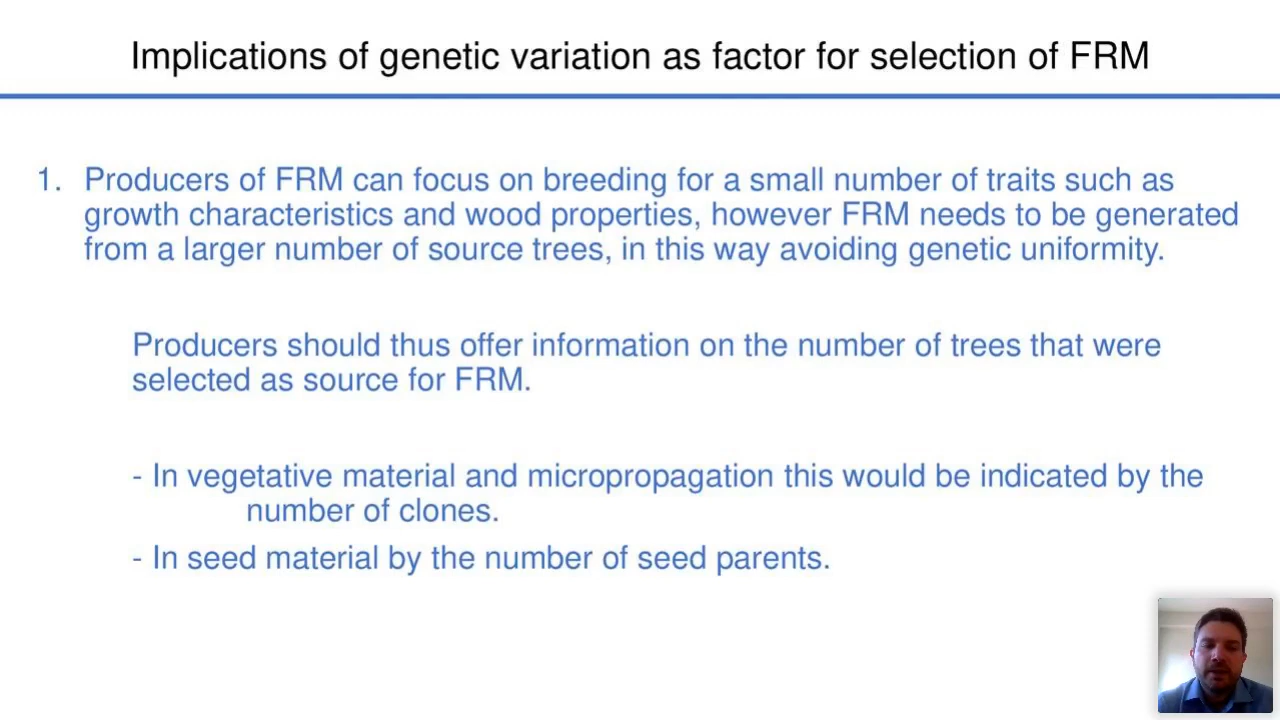 Implications of genetic variation as factor for selection of FRM
1. Producers of FRM can focus on breeding for a small number of traits such as
growth characteristics and wood properties, however FRM needs to be generated
from a larger number of source trees, in this way avoiding genetic uniformity.
Producers should thus offer information on the number of trees that were
selected as source for FRM.
- In vegetative material and micropropagation this would be indicated by the
number of clones.
- In seed material by the number of seed parents.